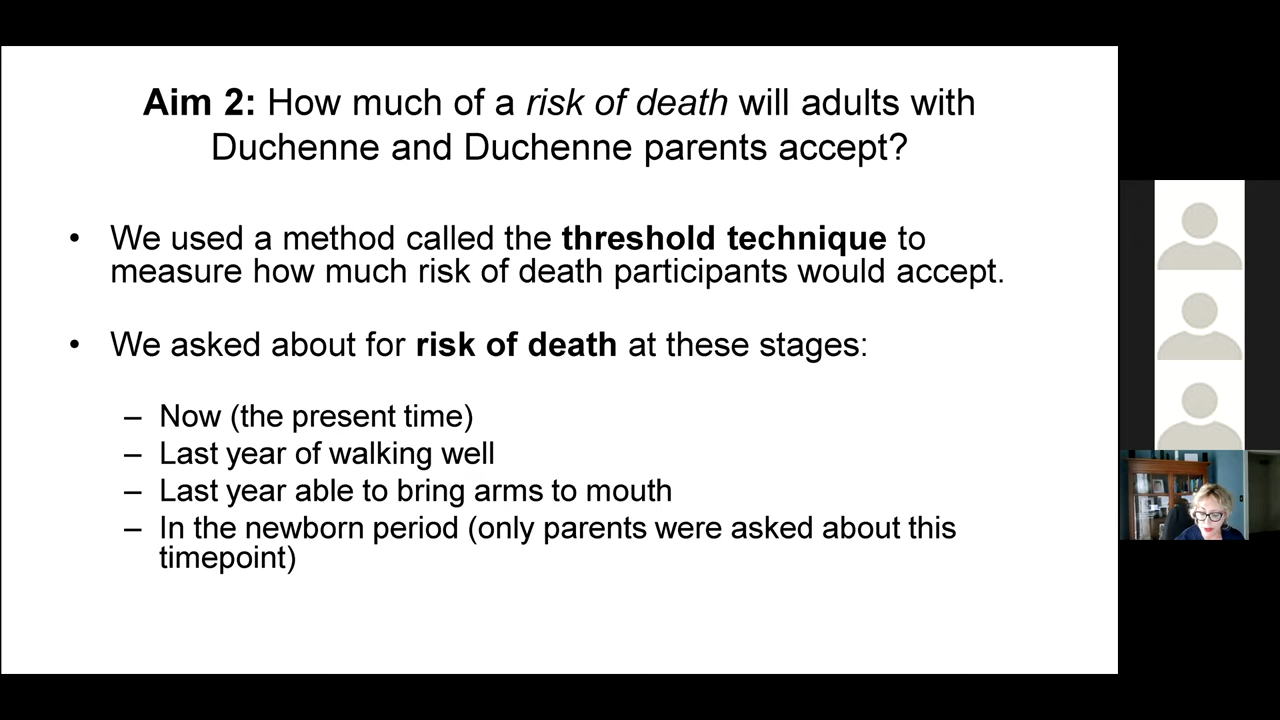 Aim 2: How much of a risk of death will adults with
Duchenne and Duchenne parents accept?
• We used a method called the threshold technique to
measure how much risk of death participants would accept.
• We asked about for risk of death at these stages:
– Now (the present time)
– Last year of walking well
– Last year able to bring arms to mouth
– In the newborn period (only parents were asked about this
timepoint)